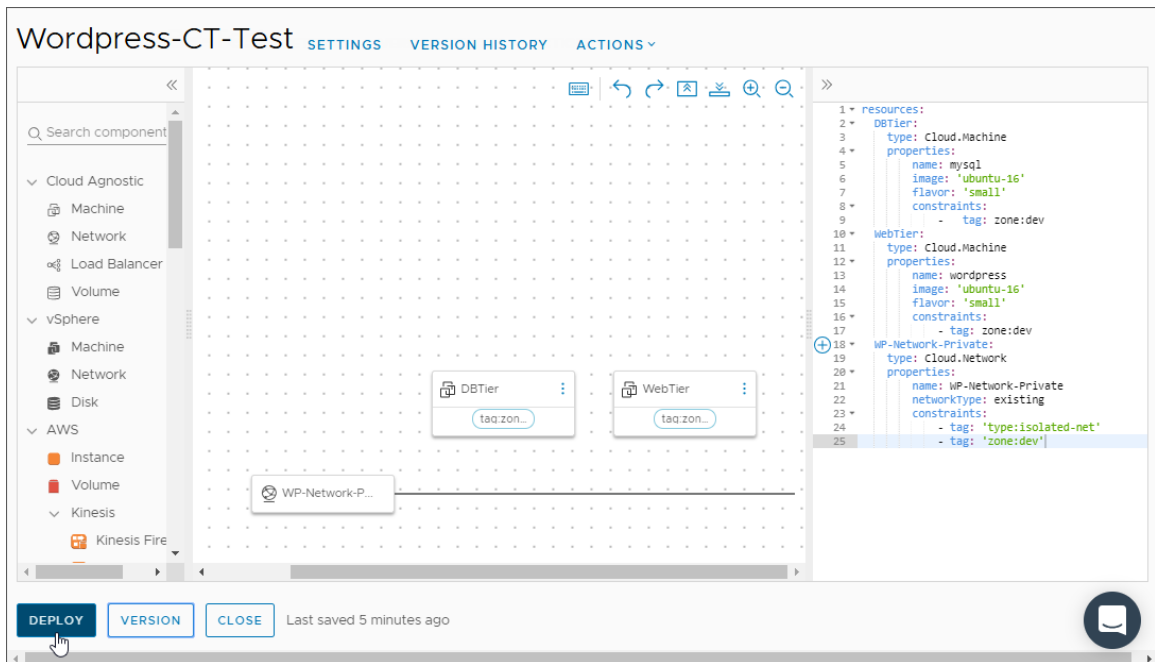 Wordpress-CT-Test SETTINGS VERSION HISTORY ACTIONS
Search component
Cloud Agnostic
Machine
Network
Load Balancer
Volume
vSphere
Machine
Network
Disk
AWS
Instance
Volume
Kinesis
Kinesis Fire
DBTier
tag:zon...
WebTier
tag:zon...
WP-Network-P...
1 resources:
2 DBTier:
3 type: Cloud.Machine
4 properties:
5 name: mysql
6 image: 'ubuntu-16'
7 flavor: 'small'
8 constraints:
9 - tag: zone:dev
10 WebTier:
11 type: Cloud.Machine
12 properties:
13 name: wordpress
14 image: 'ubuntu-16'
15 flavor: 'small'
16 constraints:
17 - tag: zone:dev
18 WP-Network-Private:
19 type: Cloud.Network
20 properties:
21 name: WP-Network-Private
22 networkType: existing
23 constraints:
24 - tag: 'type:isolated-net'
25 - tag: 'zone:dev'
DEPLOY VERSION CLOSE Last saved 5 minutes ago